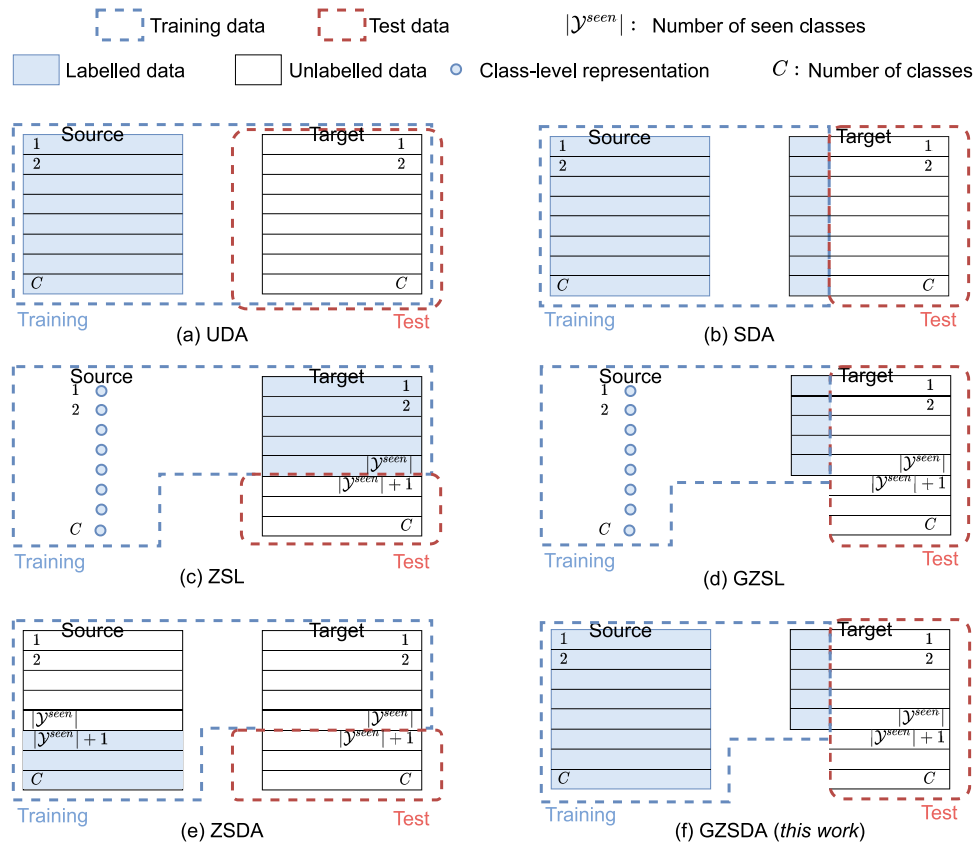 Training data Test data |𝒴^{seen}| : Number of seen classes
Labelled data Unlabelled data Class-level representation C : Number of classes
Source Target
1 1
2 2
C C
Training Test
(a) UDA
Source Target
1 1
2 2
C C
Training Test
(b) SDA
Source Target
1 1
2 2
|𝒴^{seen}|
|𝒴^{seen}| + 1
C C
Training Test
(c) ZSL
Source Target
1 1
2 2
|𝒴^{seen}|
|𝒴^{seen}| + 1
C C
Training Test
(d) GZSL
Source Target
1 1
2 2
|𝒴^{seen}| |𝒴^{seen}|
|𝒴^{seen}| + 1 |𝒴^{seen}| + 1
C C
Training Test
(e) ZSDA
Source Target
1 1
2 2
|𝒴^{seen}|
|𝒴^{seen}| + 1
C C
Training Test
(f) GZSDA (this work)